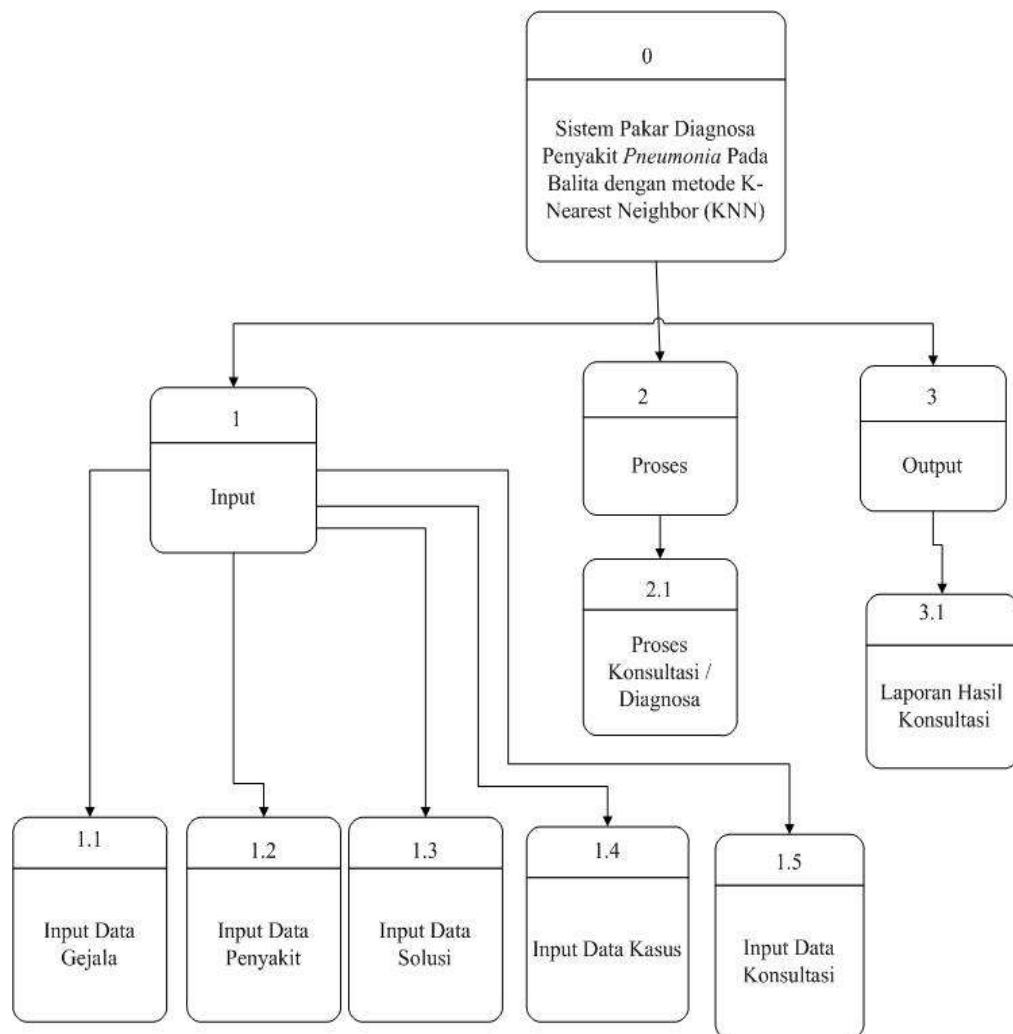 0
Sistem Pakar Diagnosa
Penyakit Pneumonia Pada
Balita dengan metode K-
Nearest Neighbor (KNN)
1
Input
2
Proses
3
Output
2.1
Proses
Konsultasi /
Diagnosa
3.1
Laporan Hasil
Konsultasi
1.1
Input Data
Gejala
1.2
Input Data
Penyakit
1.3
Input Data
Solusi
1.4
Input Data Kasus
1.5
Input Data
Konsultasi